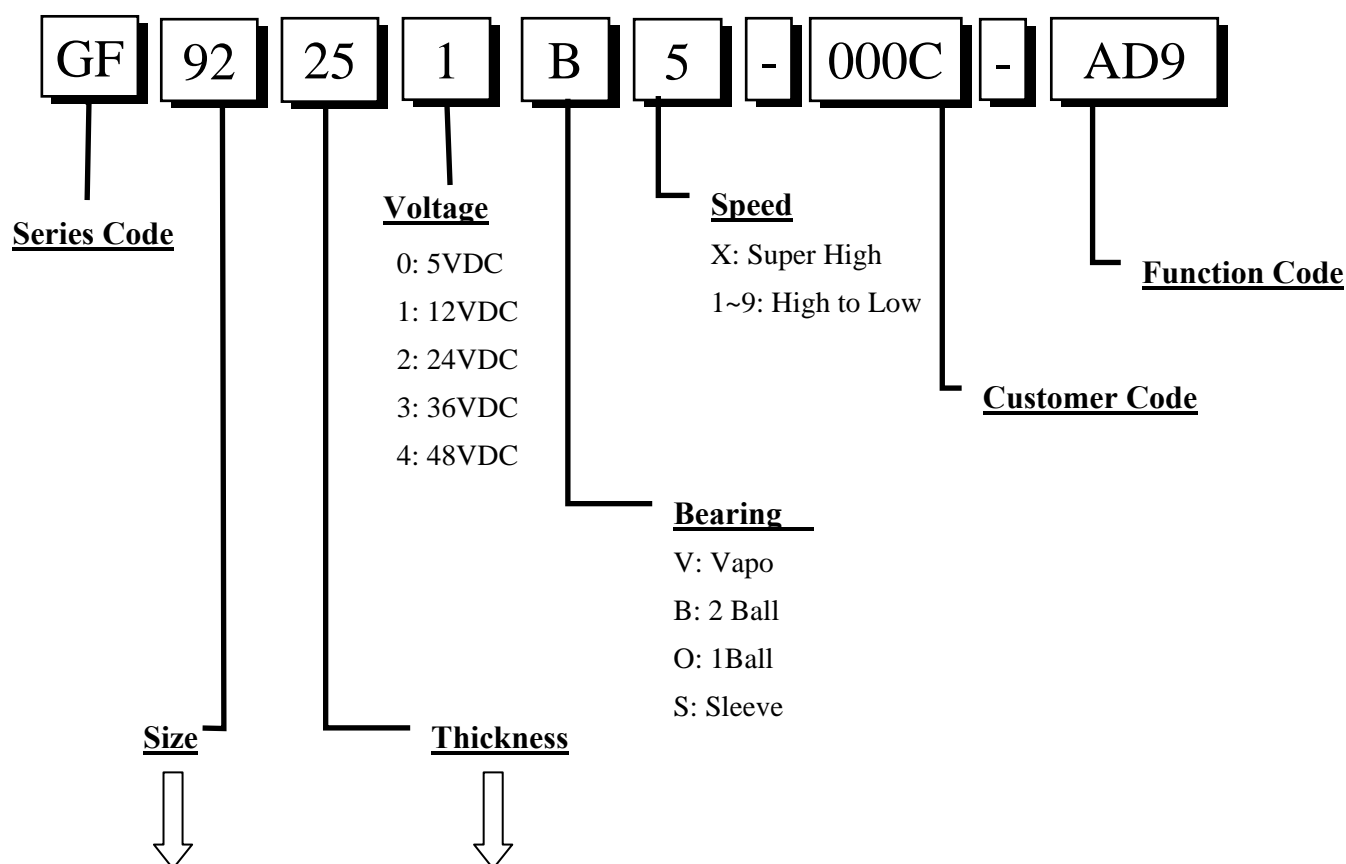 GF 92 25 1 B 5 - 000C - AD9
Series Code
Voltage
0: 5VDC
1: 12VDC
2: 24VDC
3: 36VDC
4: 48VDC
Speed
X: Super High
1~9: High to Low
Function Code
Customer Code
Bearing
V: Vapo
B: 2 Ball
O: 1Ball
S: Sleeve
Size
Thickness